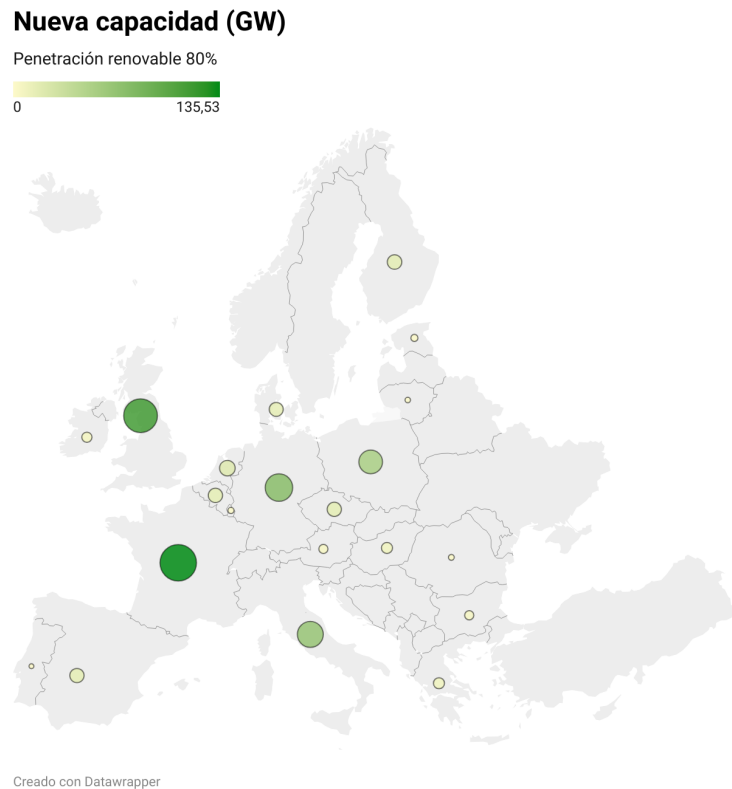 Nueva capacidad (GW)
Penetración renovable 80%
0 135,53
Creado con Datawrapper